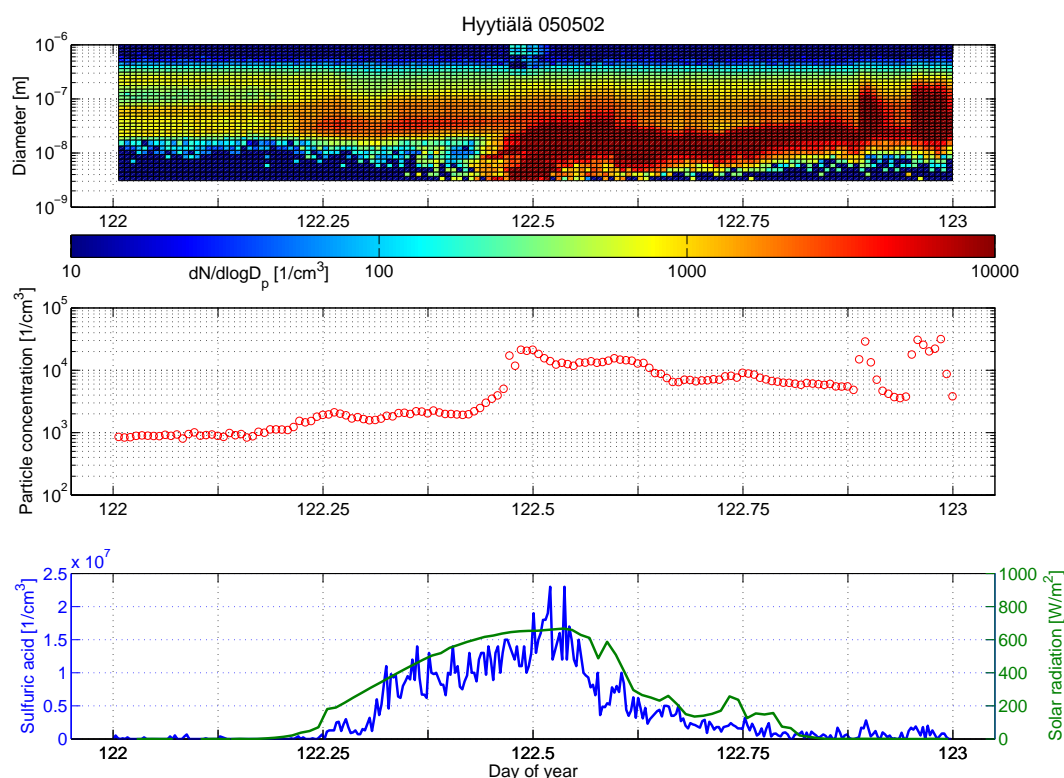 Hyytiälä 050502
Diameter [m]
10^-6
10^-7
10^-8
10^-9
122 122.25 122.5 122.75 123
10 dN/dlogD_p [1/cm^3] 100 1000 10000
Particle concentration [1/cm^3]
10^5
10^4
10^3
10^2
122 122.25 122.5 122.75 123
x 10^7
Sulfuric acid [1/cm^3]
2.5 1000
2 800
1.5 600
1 400
0.5 200
0 0
Solar radiation [W/m^2]
122 122.25 122.5 122.75 123
Day of year